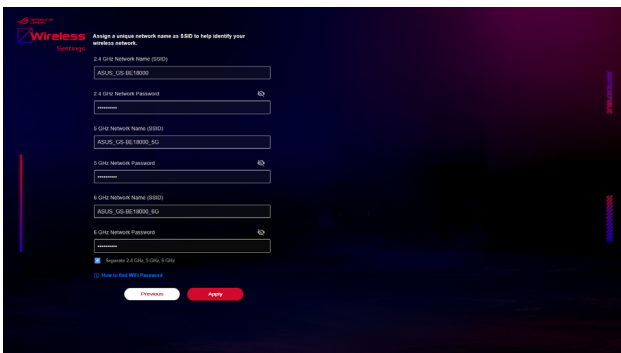 Wireless
Settings
Assign a unique network name as SSID to help identify your
wireless network.
2.4 GHz Network Name (SSID)
ASUS_GS-BE18000
2.4 GHz Network Password
••••••••••
5 GHz Network Name (SSID)
ASUS_GS-BE18000_5G
5 GHz Network Password
••••••••••
6 GHz Network Name (SSID)
ASUS_GS-BE18000_6G
6 GHz Network Password
••••••••••
Separate 2.4 GHz, 5 GHz, 6 GHz
How to find WiFi Password
Previous
Apply